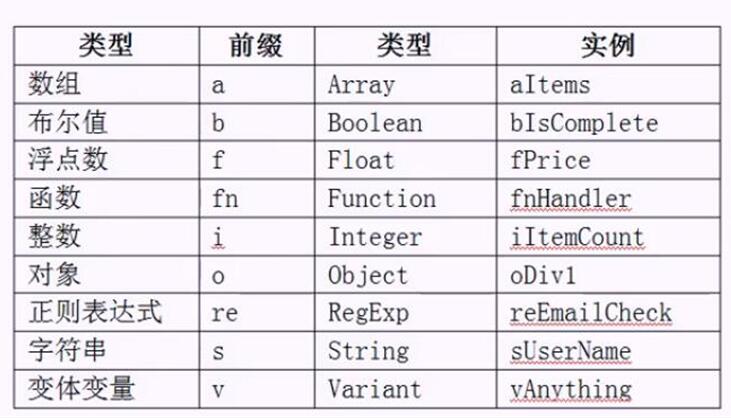 类型 前缀 类型 实例
数组 a Array aItems
布尔值 b Boolean bIsComplete
浮点数 f Float fPrice
函数 fn Function fnHandler
整数 i Integer iItemCount
对象 o Object oDiv1
正则表达式 re RegExp reEmailCheck
字符串 s String sUserName
变体变量 v Variant vAnything